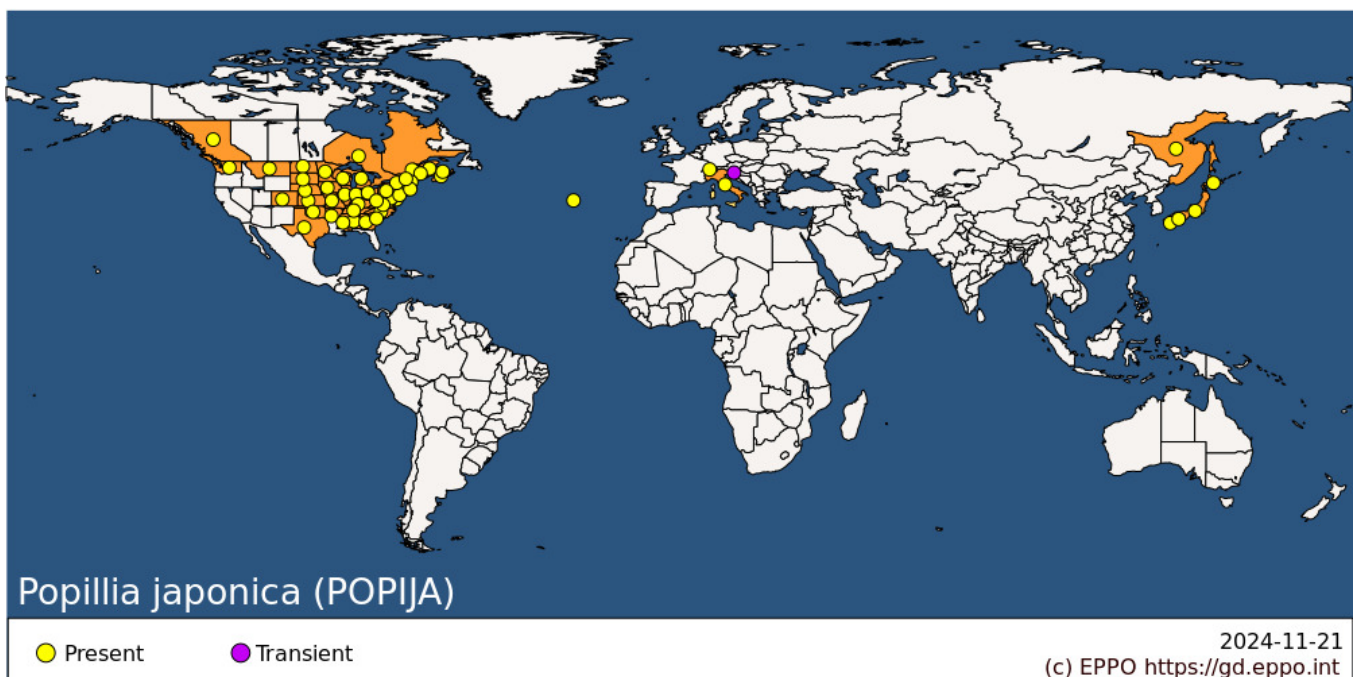 Popillia japonica (POPIJA)
Present
Transient
2024-11-21
(c) EPPO https://gd.eppo.int